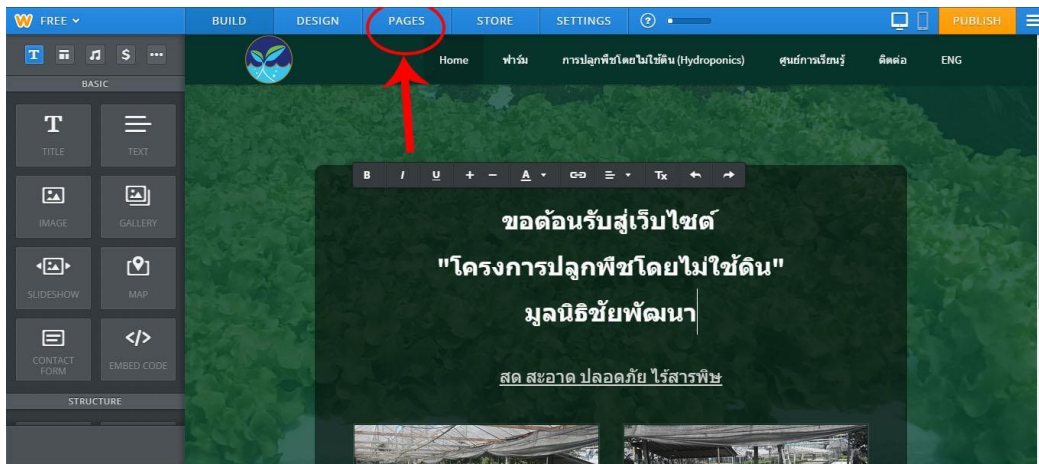 FREE BUILD DESIGN PAGES STORE SETTINGS ? PUBLISH
T $
Home ฟาร์ม การปลูกพืชโดยไม่ใช้ดิน (Hydroponics) ศูนย์การเรียนรู้ ติดต่อ ENG
BASIC
T
TITLE TEXT
B I U + − A Tx
IMAGE GALLERY
ขอต้อนรับสู่เว็บไซต์
"โครงการปลูกพืชโดยไม่ใช้ดิน"
SLIDESHOW MAP
มูลนิธิชัยพัฒนา
</>
CONTACT FORM EMBED CODE
สด สะอาด ปลอดภัย ไร้สารพิษ
STRUCTURE